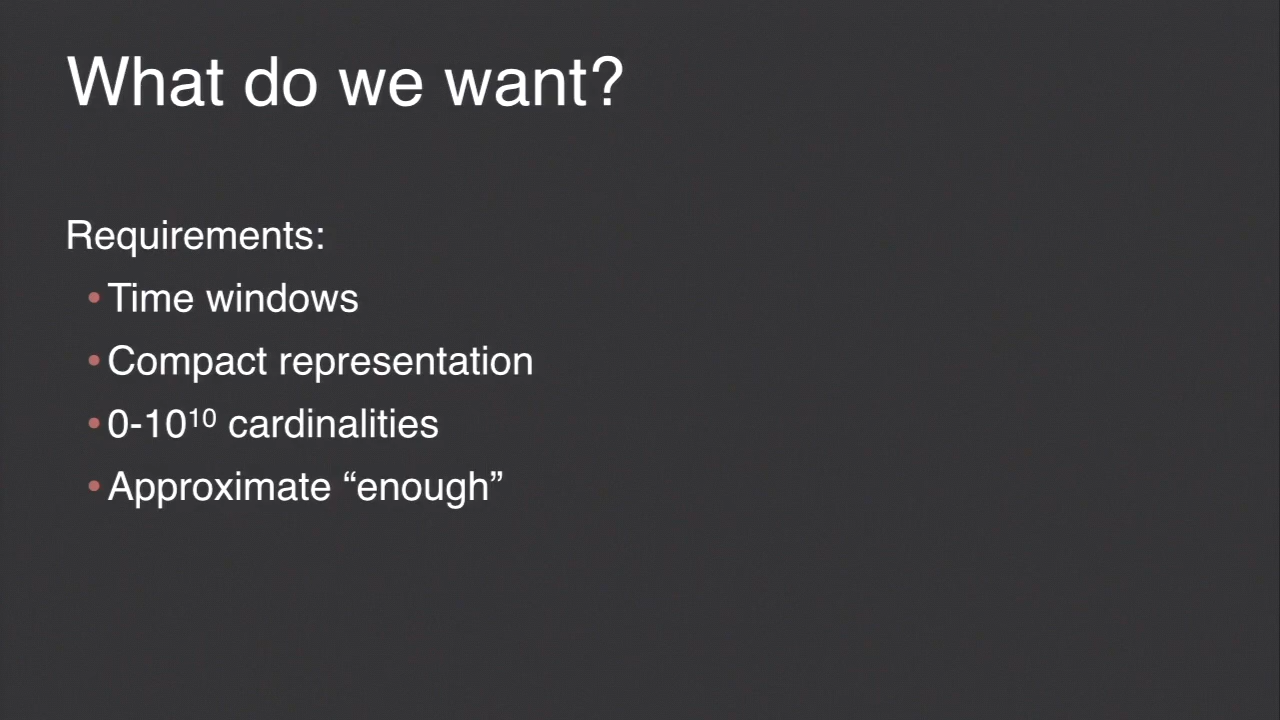 What do we want?
Requirements:
• Time windows
• Compact representation
• 0-10¹⁰ cardinalities
• Approximate “enough”